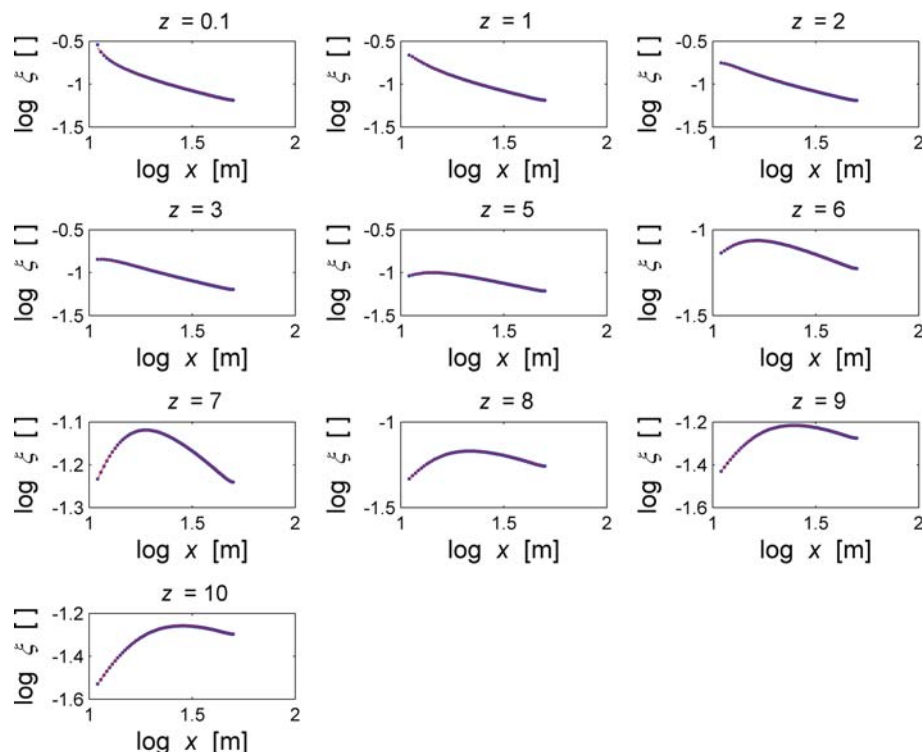 z = 0.1
z = 1
z = 2
-0.5
-1
-1.5
log ξ [ ]
1
1.5
2
log x [m]
-0.5
-1
-1.5
log ξ [ ]
1
1.5
2
log x [m]
-0.5
-1
-1.5
log ξ [ ]
1
1.5
2
log x [m]
z = 3
z = 5
z = 6
-0.5
-1
-1.5
log ξ [ ]
1
1.5
2
log x [m]
-0.5
-1
-1.5
log ξ [ ]
1
1.5
2
log x [m]
-1
-1.5
log ξ [ ]
1
1.5
2
log x [m]
z = 7
z = 8
z = 9
-1.1
-1.2
-1.3
log ξ [ ]
1
1.5
2
log x [m]
-1
-1.5
log ξ [ ]
1
1.5
2
log x [m]
-1.2
-1.4
-1.6
log ξ [ ]
1
1.5
2
log x [m]
z = 10
-1.2
-1.4
-1.6
log ξ [ ]
1
1.5
2
log x [m]